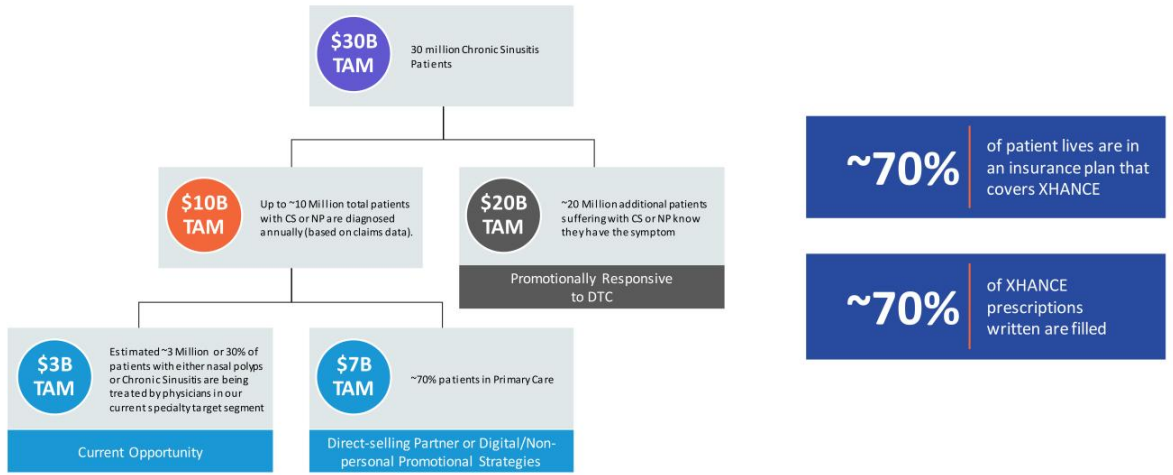 $30B
TAM
30 million Chronic Sinusitis
Patients
$10B
TAM
Up to ~10 Million total patients
with CS or NP are diagnosed
annually (based on claims data).
$20B
TAM
~20 Million additional patients
suffering with CS or NP know
they have the symptom
Promotionally Responsive
to DTC
$3B
TAM
Estimated ~3 Million or 30% of
patients with either nasal polyps
or Chronic Sinusitis are being
treated by physicians in our
current specialty target segment
Current Opportunity
$7B
TAM
~70% patients in Primary Care
Direct-selling Partner or Digital/Non-
personal Promotional Strategies
~70%
of patient lives are in
an insurance plan that
covers XHANCE
~70%
of XHANCE
prescriptions
written are filled